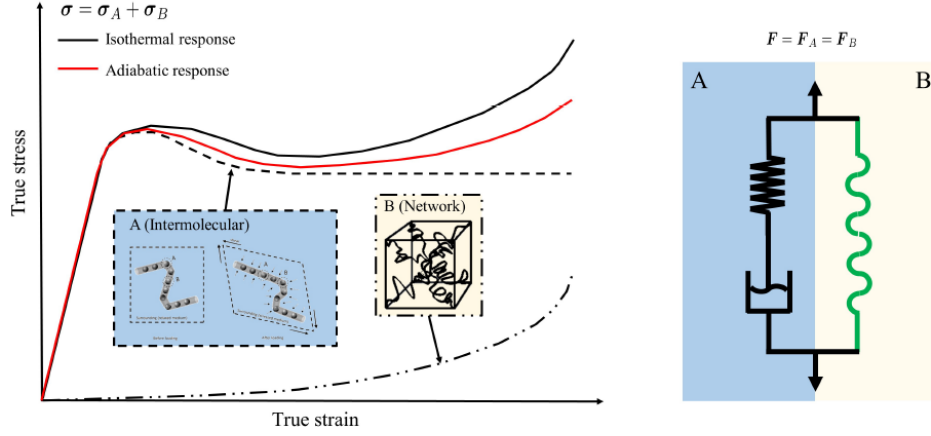 σ = σ_A + σ_B
Isothermal response
Adiabatic response
True stress
A (Intermolecular)
A
B
A
B
B (Network)
True strain
F = F_A = F_B
A
B